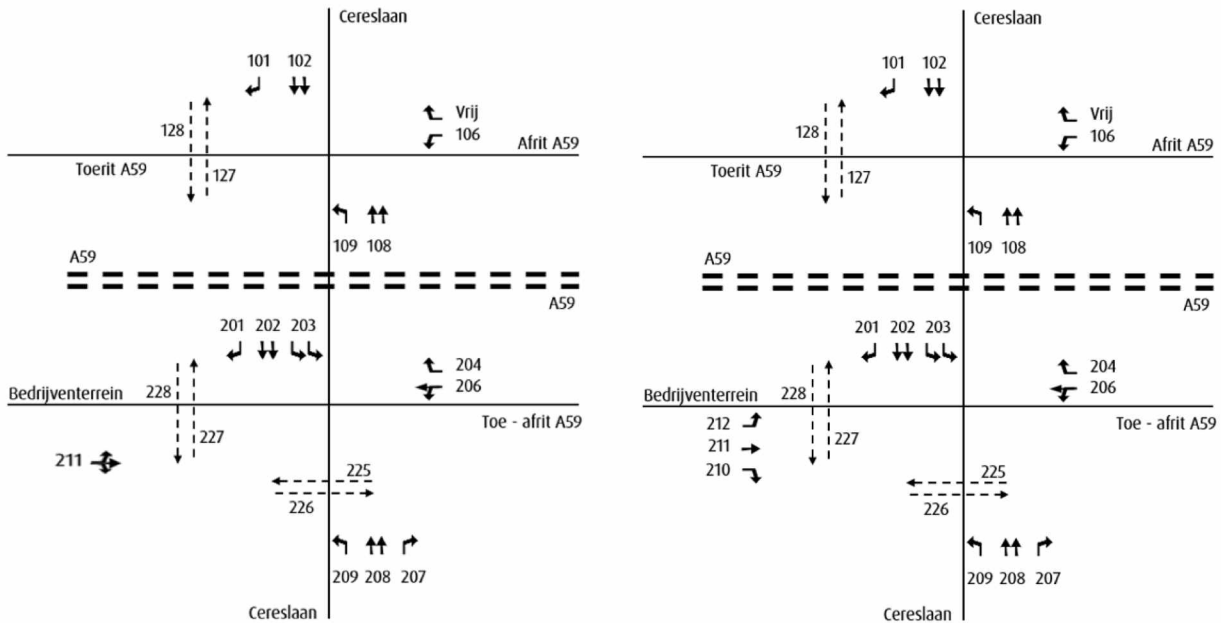 Cereslaan
101 102
Vrij
106
128
Afrit A59
Toerit A59
127
109 108
A59
A59
201 202 203
204
206
Bedrijventerrein
228
Toe - afrit A59
227
211
225
226
209 208 207
Cereslaan
Cereslaan
101 102
Vrij
106
128
Afrit A59
Toerit A59
127
109 108
A59
A59
201 202 203
204
206
Bedrijventerrein
228
Toe - afrit A59
212
227
211
210
225
226
209 208 207
Cereslaan